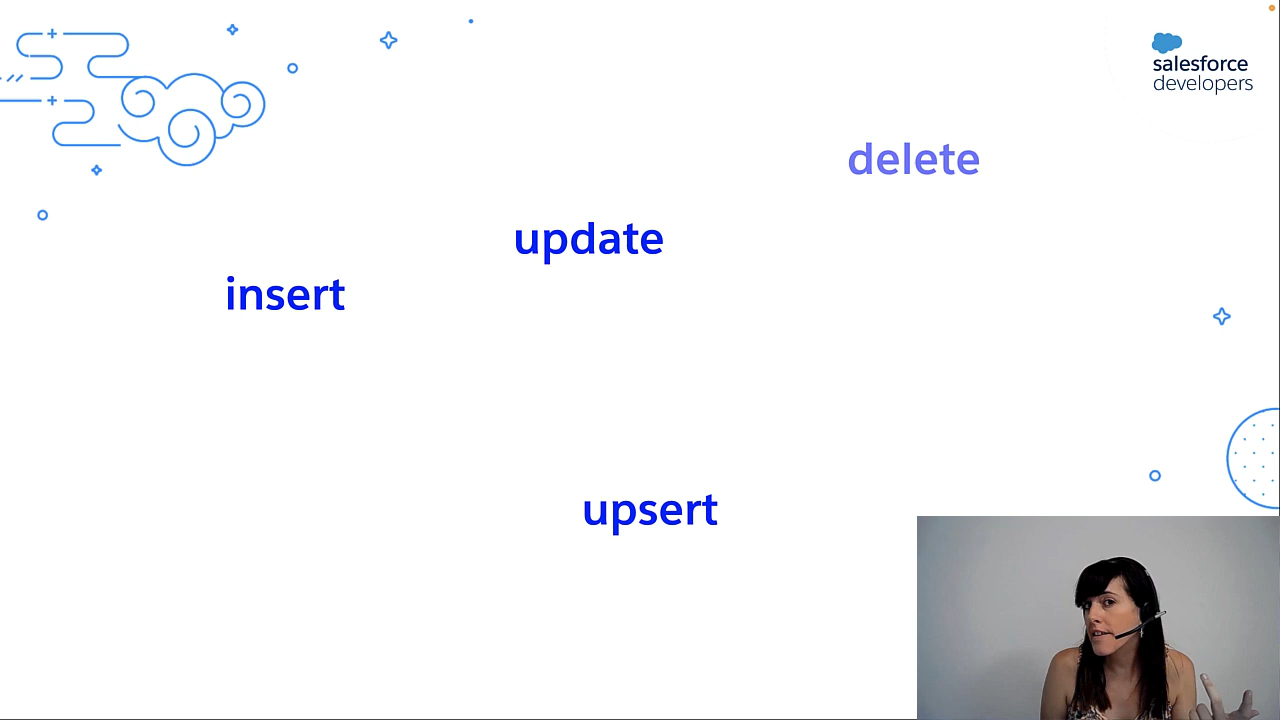 salesforce
developers
delete
update
insert
upsert